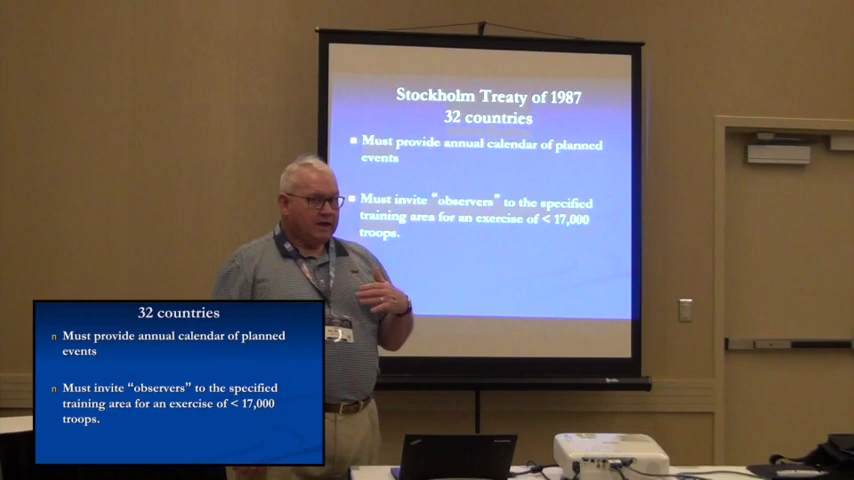 Stockholm Treaty of 1987
32 countries
Must provide annual calendar of planned
events
Must invite “observers” to the specified
training area for an exercise of < 17,000
troops.
32 countries
n Must provide annual calendar of planned
events
n Must invite “observers” to the specified
training area for an exercise of < 17,000
troops.